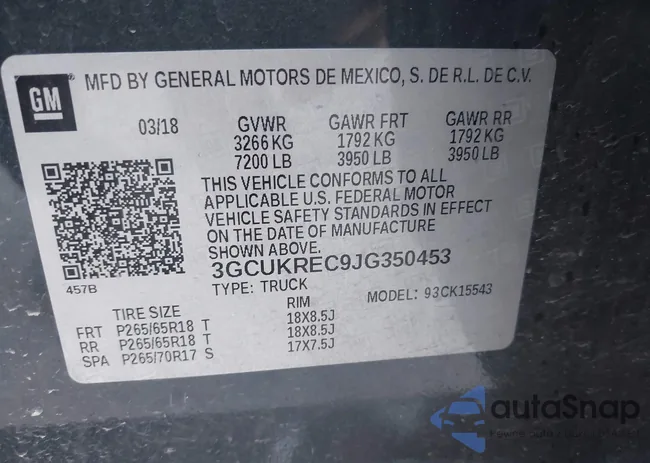 GM
MFD BY GENERAL MOTORS DE MEXICO, S. DE R.L. DE C.V.
03/18 GVWR GAWR FRT GAWR RR
3266 KG 1792 KG 1792 KG
7200 LB 3950 LB 3950 LB
THIS VEHICLE CONFORMS TO ALL
APPLICABLE U.S. FEDERAL MOTOR
VEHICLE SAFETY STANDARDS IN EFFECT
ON THE DATE OF MANUFACTURE
SHOWN ABOVE.
457B
3GCUKREC9JG350453
TYPE: TRUCK MODEL: 93CK15543
TIRE SIZE RIM
FRT P265/65R18 T 18X8.5J
RR P265/65R18 T 18X8.5J
SPA P265/70R17 S 17X7.5J
autaSnap